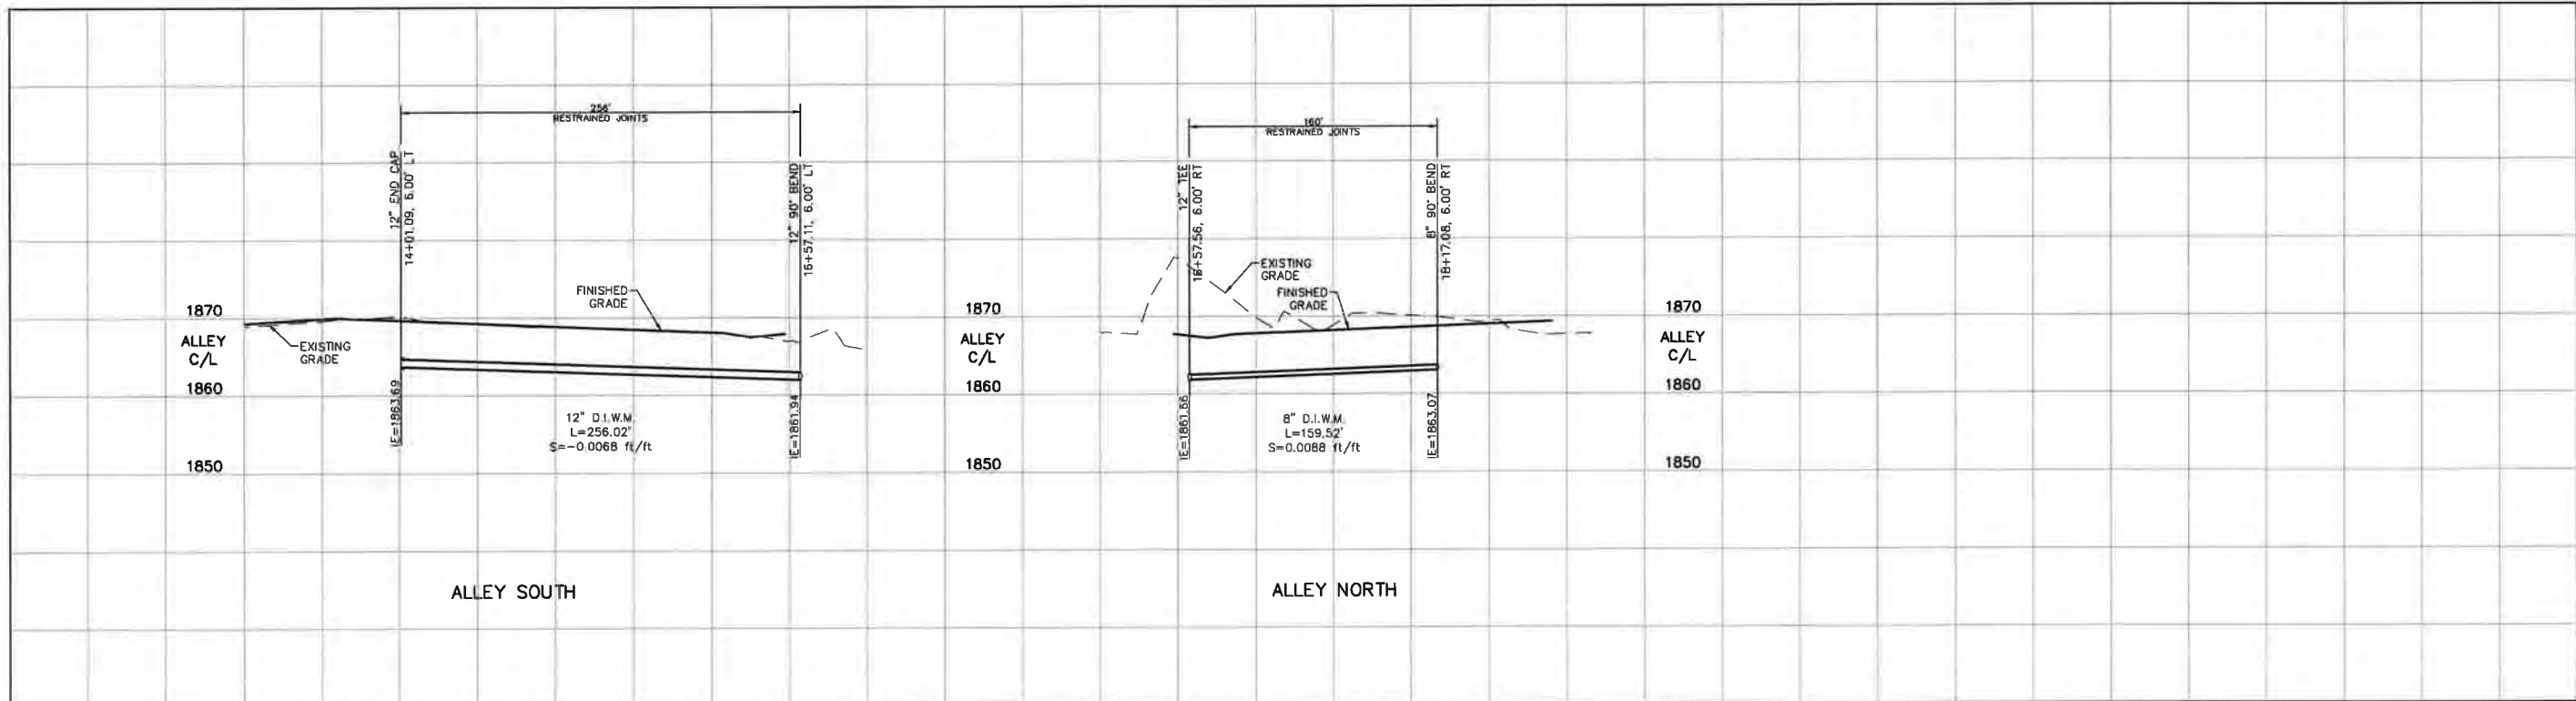 256'
RESTRAINED JOINTS
12" END CAP
14+01.09, 6.00' LT
12" 90° BEND
16+57.11, 6.00' LT
FINISHED
GRADE
EXISTING
GRADE
1870
ALLEY
C/L
1860
1850
IE=1863.69
12" D.I.W.M.
L=256.02'
S=-0.0068 ft/ft
IE=1861.94
ALLEY SOUTH
160'
RESTRAINED JOINTS
12" TEE
16+57.56, 6.00' RT
8" 90° BEND
18+17.08, 6.00' RT
EXISTING
GRADE
FINISHED
GRADE
1870
ALLEY
C/L
1860
1850
IE=1861.66
8" D.I.W.M.
L=159.52'
S=0.0088 ft/ft
IE=1863.07
ALLEY NORTH
1870
ALLEY
C/L
1860
1850